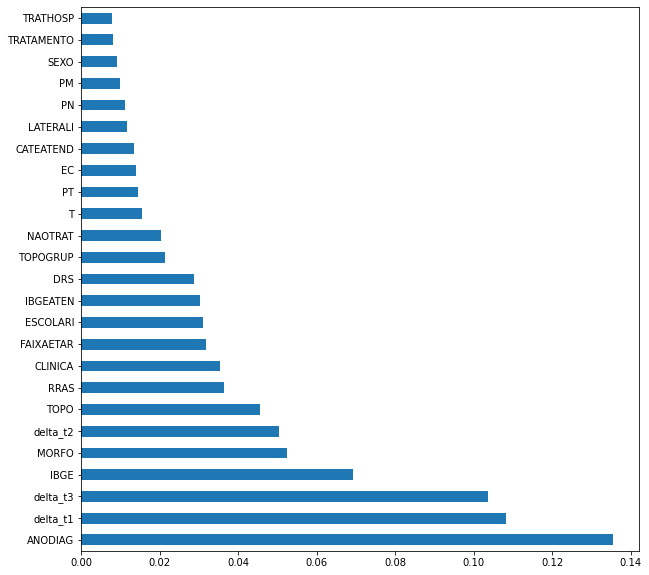 TRATHOSP
TRATAMENTO
SEXO
PM
PN
LATERALI
CATEATEND
EC
PT
T
NAOTRAT
TOPOGRUP
DRS
IBGEATEN
ESCOLARI
FAIXAETAR
CLINICA
RRAS
TOPO
delta_t2
MORFO
IBGE
delta_t3
delta_t1
ANODIAG
0.00 0.02 0.04 0.06 0.08 0.10 0.12 0.14